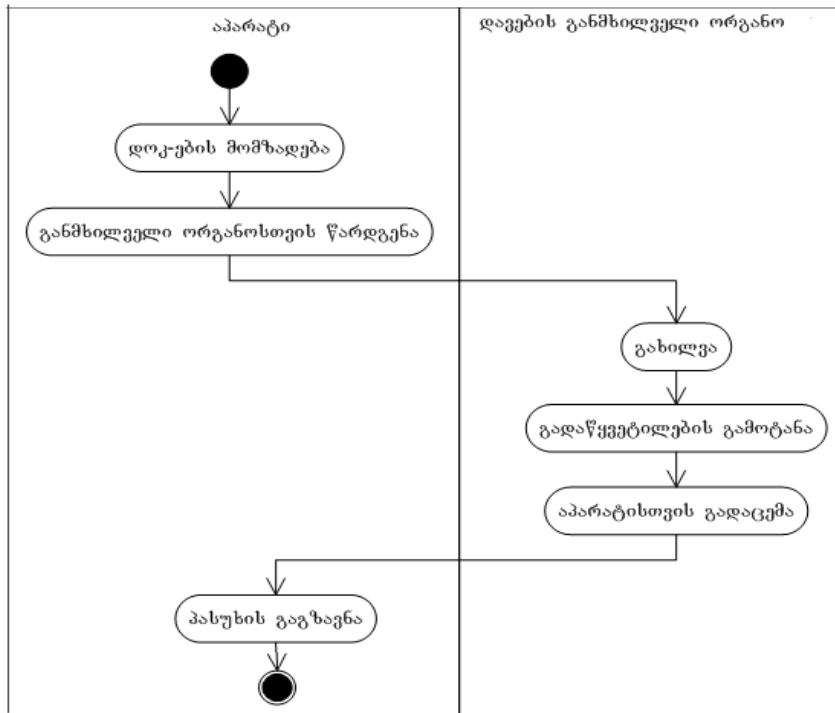 აპარატი
დავების განმხილველი ორგანო
დოკ-ების მომზადება
განმხილველი ორგანოსთვის წარდგენა
გახილვა
გადაწყვეტილების გამოტანა
აპარატისთვის გადაცემა
პასუხის გაგზავნა